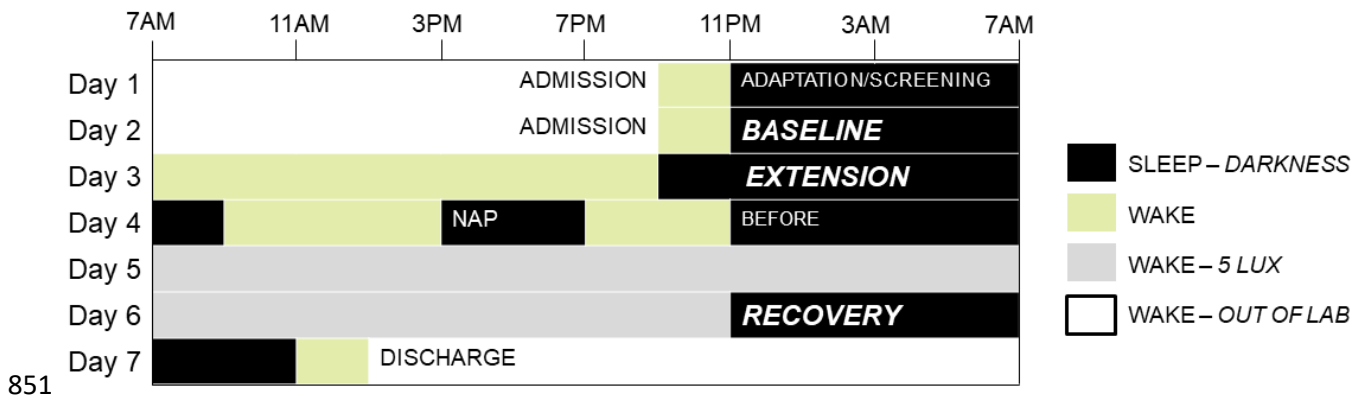 7AM 11AM 3PM 7PM 11PM 3AM 7AM
Day 1 ADMISSION ADAPTATION/SCREENING
Day 2 ADMISSION BASELINE
Day 3 EXTENSION
Day 4 NAP BEFORE
Day 5
Day 6 RECOVERY
Day 7 DISCHARGE
SLEEP – DARKNESS
WAKE
WAKE – 5 LUX
WAKE – OUT OF LAB
851